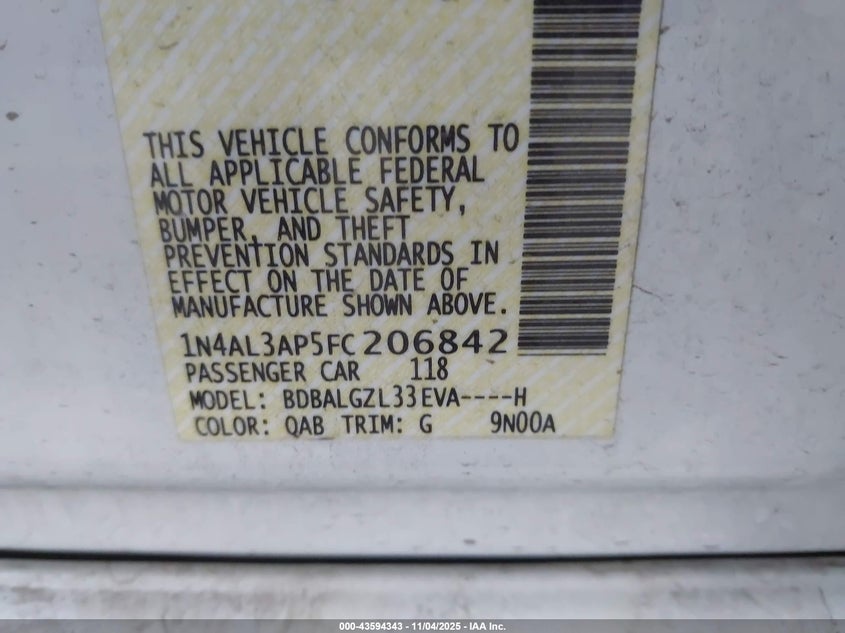 THIS VEHICLE CONFORMS TO
ALL APPLICABLE FEDERAL
MOTOR VEHICLE SAFETY,
BUMPER, AND THEFT
PREVENTION STANDARDS IN
EFFECT ON THE DATE OF
MANUFACTURE SHOWN ABOVE.
1N4AL3AP5FC206842
PASSENGER CAR 118
MODEL: BDBALGZL33EVA----H
COLOR: QAB TRIM: G 9N00A
000-43594343 | 11/04/2025 – IAA Inc.